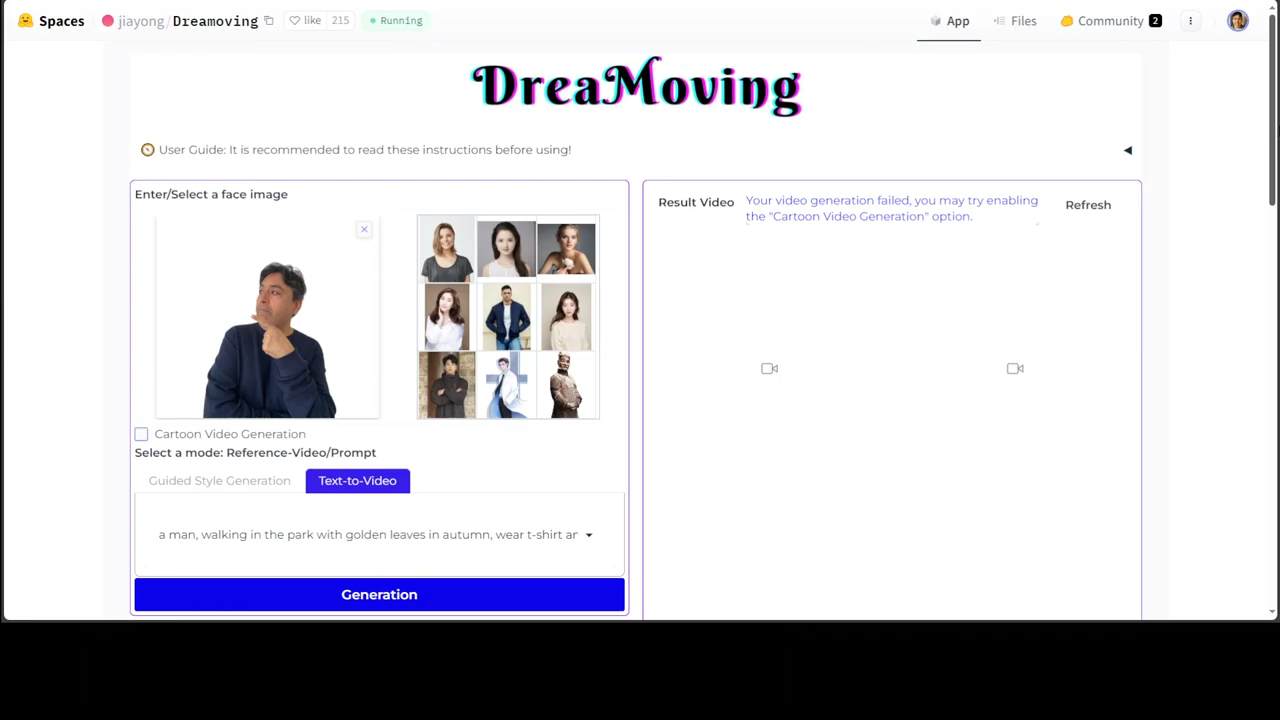 Spaces jiayong/Dreamoving like 215 Running App Files Community 2
DreaMoving
User Guide: It is recommended to read these instructions before using!
Enter/Select a face image
Result Video
Your video generation failed, you may try enabling
the "Cartoon Video Generation" option.
Refresh
Cartoon Video Generation
Select a mode: Reference-Video/Prompt
Guided Style Generation Text-to-Video
a man, walking in the park with golden leaves in autumn, wear t-shirt ar
Generation